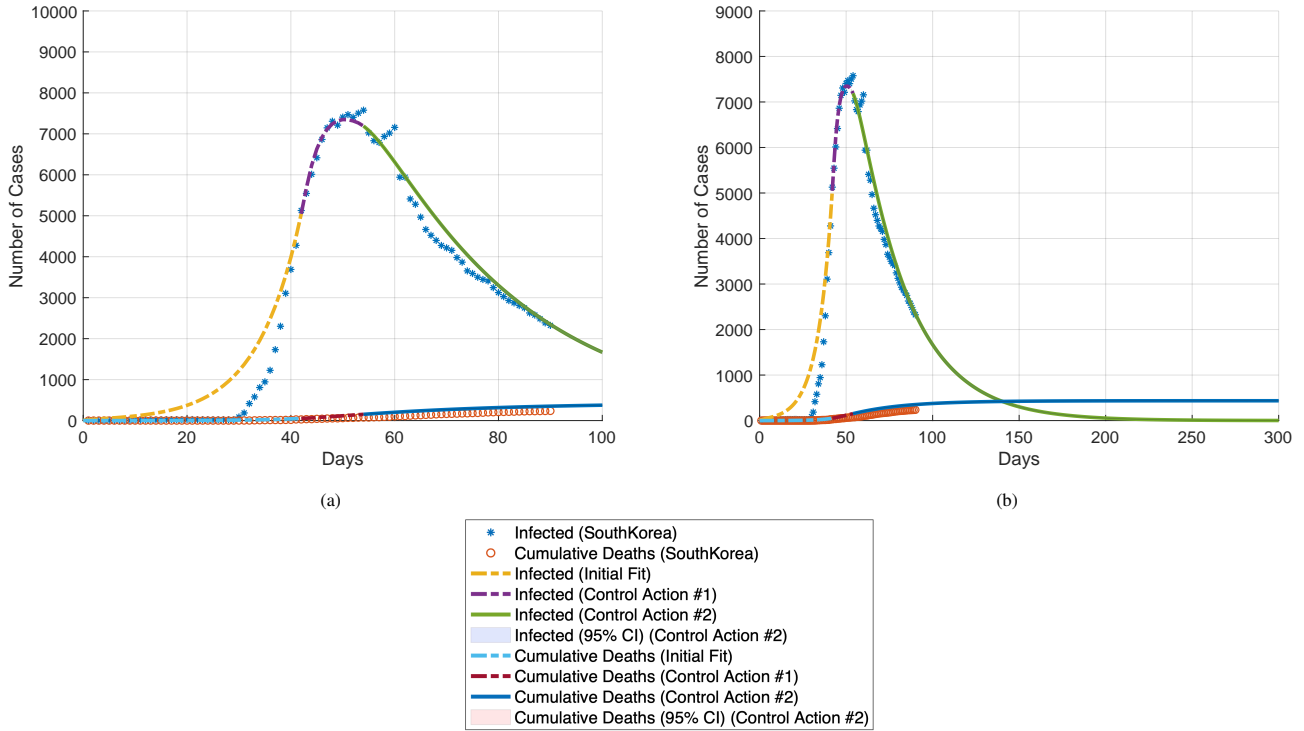 10000
9000
8000
7000
6000
5000
4000
3000
2000
1000
0
Number of Cases
0 20 40 60 80 100
Days
(a)
9000
8000
7000
6000
5000
4000
3000
2000
1000
0
Number of Cases
0 50 100 150 200 250 300
Days
(b)
Infected (SouthKorea)
Cumulative Deaths (SouthKorea)
Infected (Initial Fit)
Infected (Control Action #1)
Infected (Control Action #2)
Infected (95% CI) (Control Action #2)
Cumulative Deaths (Initial Fit)
Cumulative Deaths (Control Action #1)
Cumulative Deaths (Control Action #2)
Cumulative Deaths (95% CI) (Control Action #2)